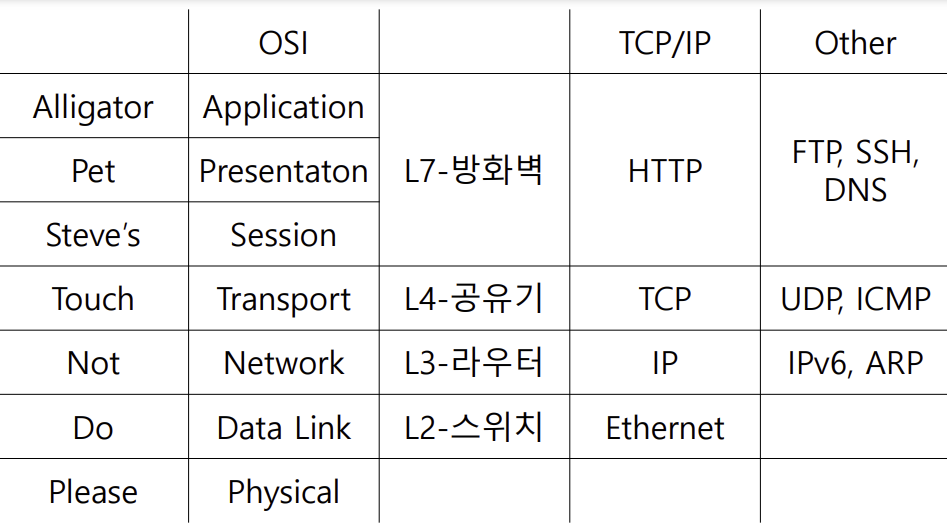 OSI TCP/IP Other
Alligator Application
Pet Presentaton L7-방화벽 HTTP FTP, SSH,
DNS
Steve’s Session
Touch Transport L4-공유기 TCP UDP, ICMP
Not Network L3-라우터 IP IPv6, ARP
Do Data Link L2-스위치 Ethernet
Please Physical